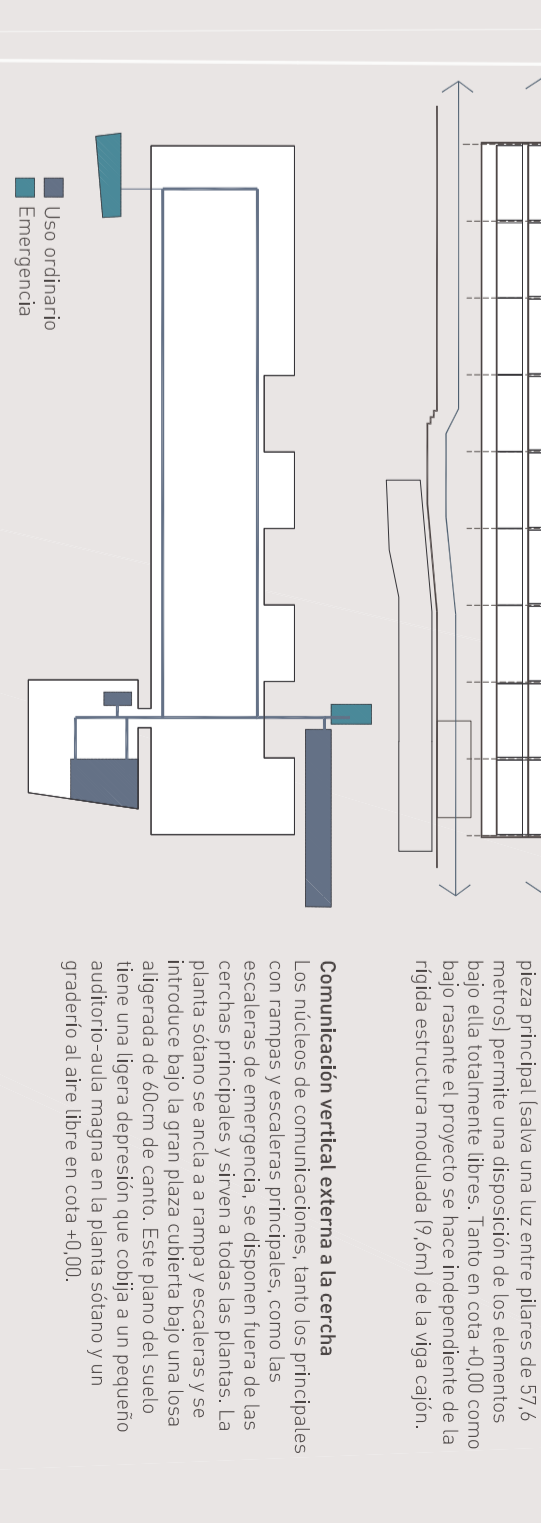 pieza principal (salva una luz entre pilares de 57,6
metros) permite una disposición de los elementos
bajo ella totalmente libres. Tanto en cota +0,00 como
bajo rasante el proyecto se hace independiente de la
rígida estructura modulada (9,6m) de la viga cajón.
Comunicación vertical externa a la cercha
Los núcleos de comunicaciones, tanto los principales
con rampas y escaleras principales, como las
escaleras de emergencia, se disponen fuera de las
cerchas principales y sirven a todas las plantas. La
planta sótano se ancla a a rampa y escaleras y se
introduce bajo la gran plaza cubierta bajo una losa
aligerada de 60cm de canto. Este plano del suelo
tiene una ligera depresión que cobija a un pequeño
auditorio-aula magna en la planta sótano y un
graderío al aire libre en cota +0,00.
Uso ordinario
Emergencia